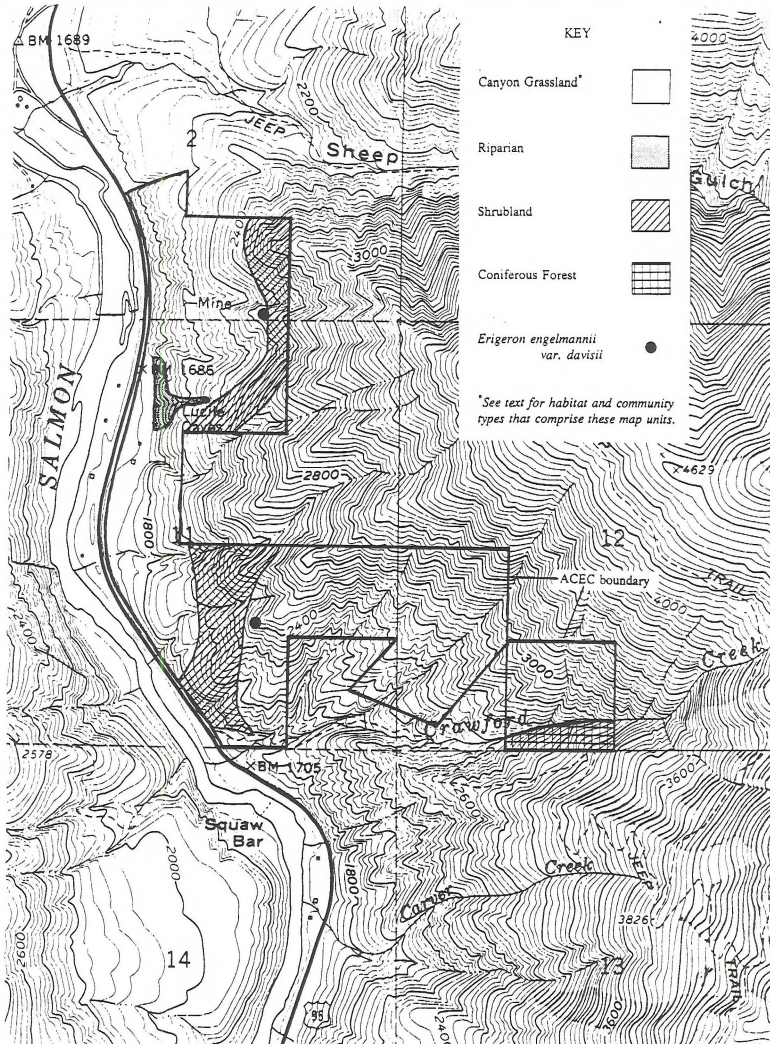 KEY
Canyon Grassland*
Riparian
Shrubland
Coniferous Forest
Erigeron engelmannii
var. davisii
*See text for habitat and community
types that comprise these map units.
BM 1689
4000
2200
JEEP
2
Sheep
Gulch
3000
Mine
BM 1686
Lucile
Caves
SALMON
2800
×4629
1800
11
12
ACEC boundary
TRAIL
4000
2400
2400
3000
Creek
Crawford
2578
×BM 1705
3600
2600
Squaw
Bar
2000
1800
Creek
JEEP
Carver
3826
2600
14
13
TRAIL
95
3600
2400